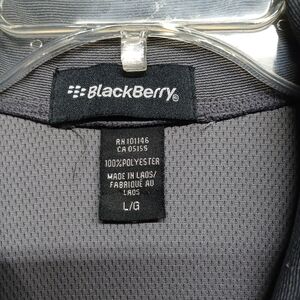 BlackBerry®
RN 101146
CA 05155
100%POLYESTER
MADE IN LAOS/
FABRIQUÉ AU
LAOS
L/G